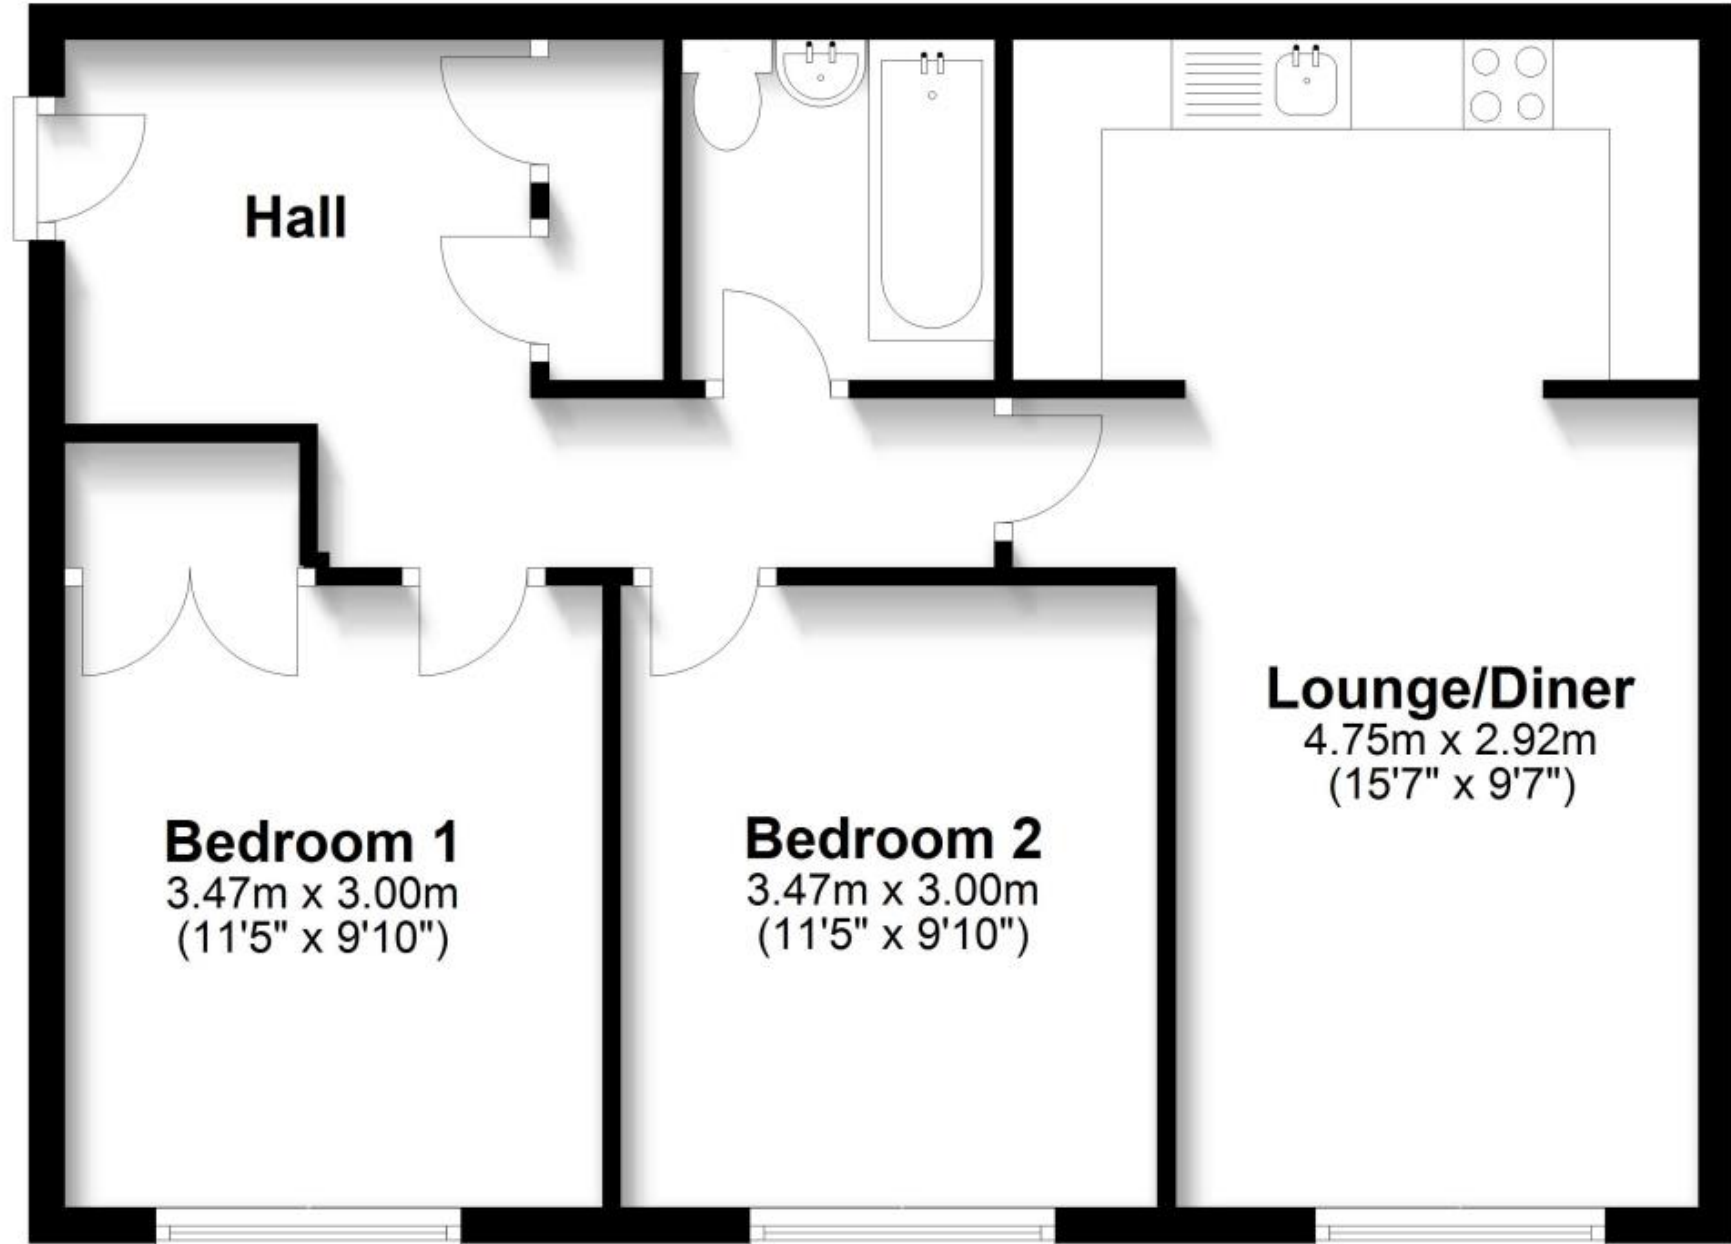 Hall
Lounge/Diner
4.75m x 2.92m
(15'7" x 9'7")
Bedroom 1
3.47m x 3.00m
(11'5" x 9'10")
Bedroom 2
3.47m x 3.00m
(11'5" x 9'10")